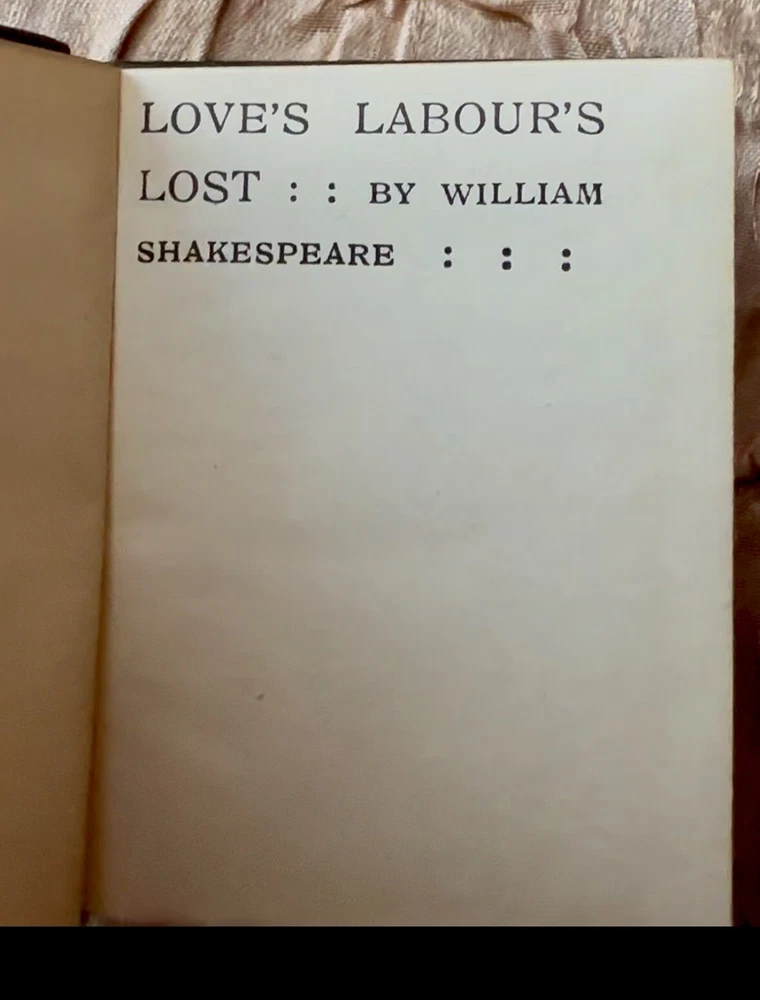 LOVE'S LABOUR'S
LOST : : BY WILLIAM
SHAKESPEARE : : :